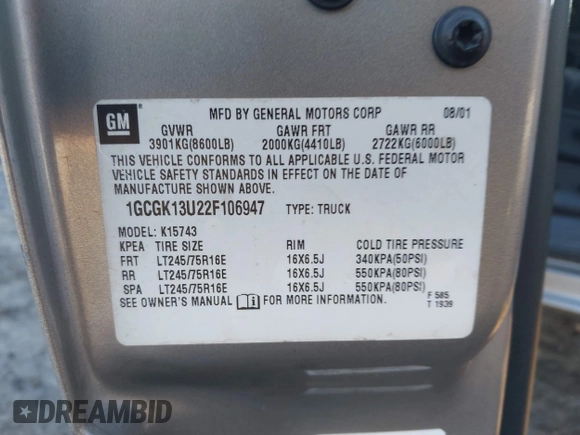 GM
MFD BY GENERAL MOTORS CORP 08/01
GVWR GAWR FRT GAWR RR
3901KG(8600LB) 2000KG(4410LB) 2722KG(6000LB)
THIS VEHICLE CONFORMS TO ALL APPLICABLE U.S. FEDERAL MOTOR
VEHICLE SAFETY STANDARDS IN EFFECT ON THE DATE OF
MANUFACTURE SHOWN ABOVE.
1GCGK13U22F106947 TYPE: TRUCK
MODEL: K15743
KPEA TIRE SIZE RIM COLD TIRE PRESSURE
FRT LT245/75R16E 16X6.5J 340KPA(50PSI)
RR LT245/75R16E 16X6.5J 550KPA(80PSI)
SPA LT245/75R16E 16X6.5J 550KPA(80PSI)
SEE OWNER'S MANUAL FOR MORE INFORMATION.
F 585
T 1939
DREAMBID